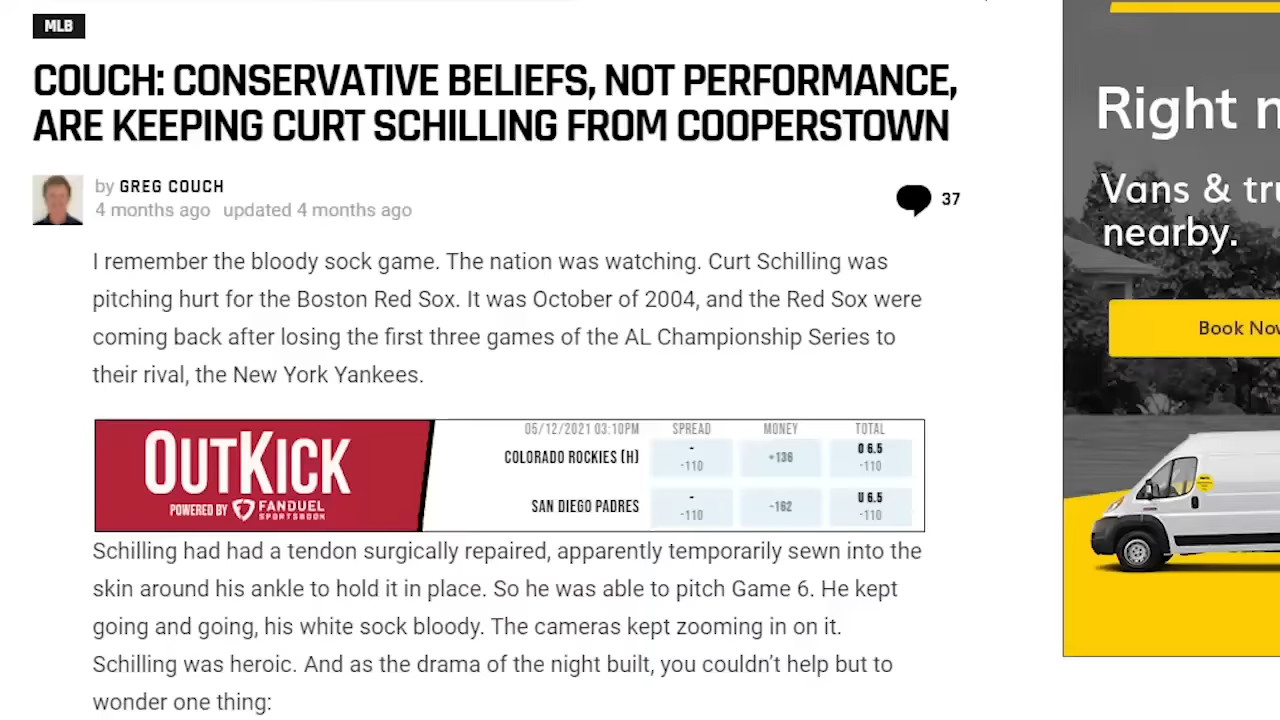 MLB
COUCH: CONSERVATIVE BELIEFS, NOT PERFORMANCE,
ARE KEEPING CURT SCHILLING FROM COOPERSTOWN
by GREG COUCH
4 months ago updated 4 months ago
37
I remember the bloody sock game. The nation was watching. Curt Schilling was
pitching hurt for the Boston Red Sox. It was October of 2004, and the Red Sox were
coming back after losing the first three games of the AL Championship Series to
their rival, the New York Yankees.
OUTKICK
POWERED BY FANDUEL
SPORTSBOOK
05/12/2021 03:10PM SPREAD MONEY TOTAL
COLORADO ROCKIES (H) - -110 +136 O 6.5 -110
SAN DIEGO PADRES - -110 -162 U 6.5 -110
Schilling had had a tendon surgically repaired, apparently temporarily sewn into the
skin around his ankle to hold it in place. So he was able to pitch Game 6. He kept
going and going, his white sock bloody. The cameras kept zooming in on it.
Schilling was heroic. And as the drama of the night built, you couldn’t help but to
wonder one thing:
Right n
Vans & tru
nearby.
Book Nov